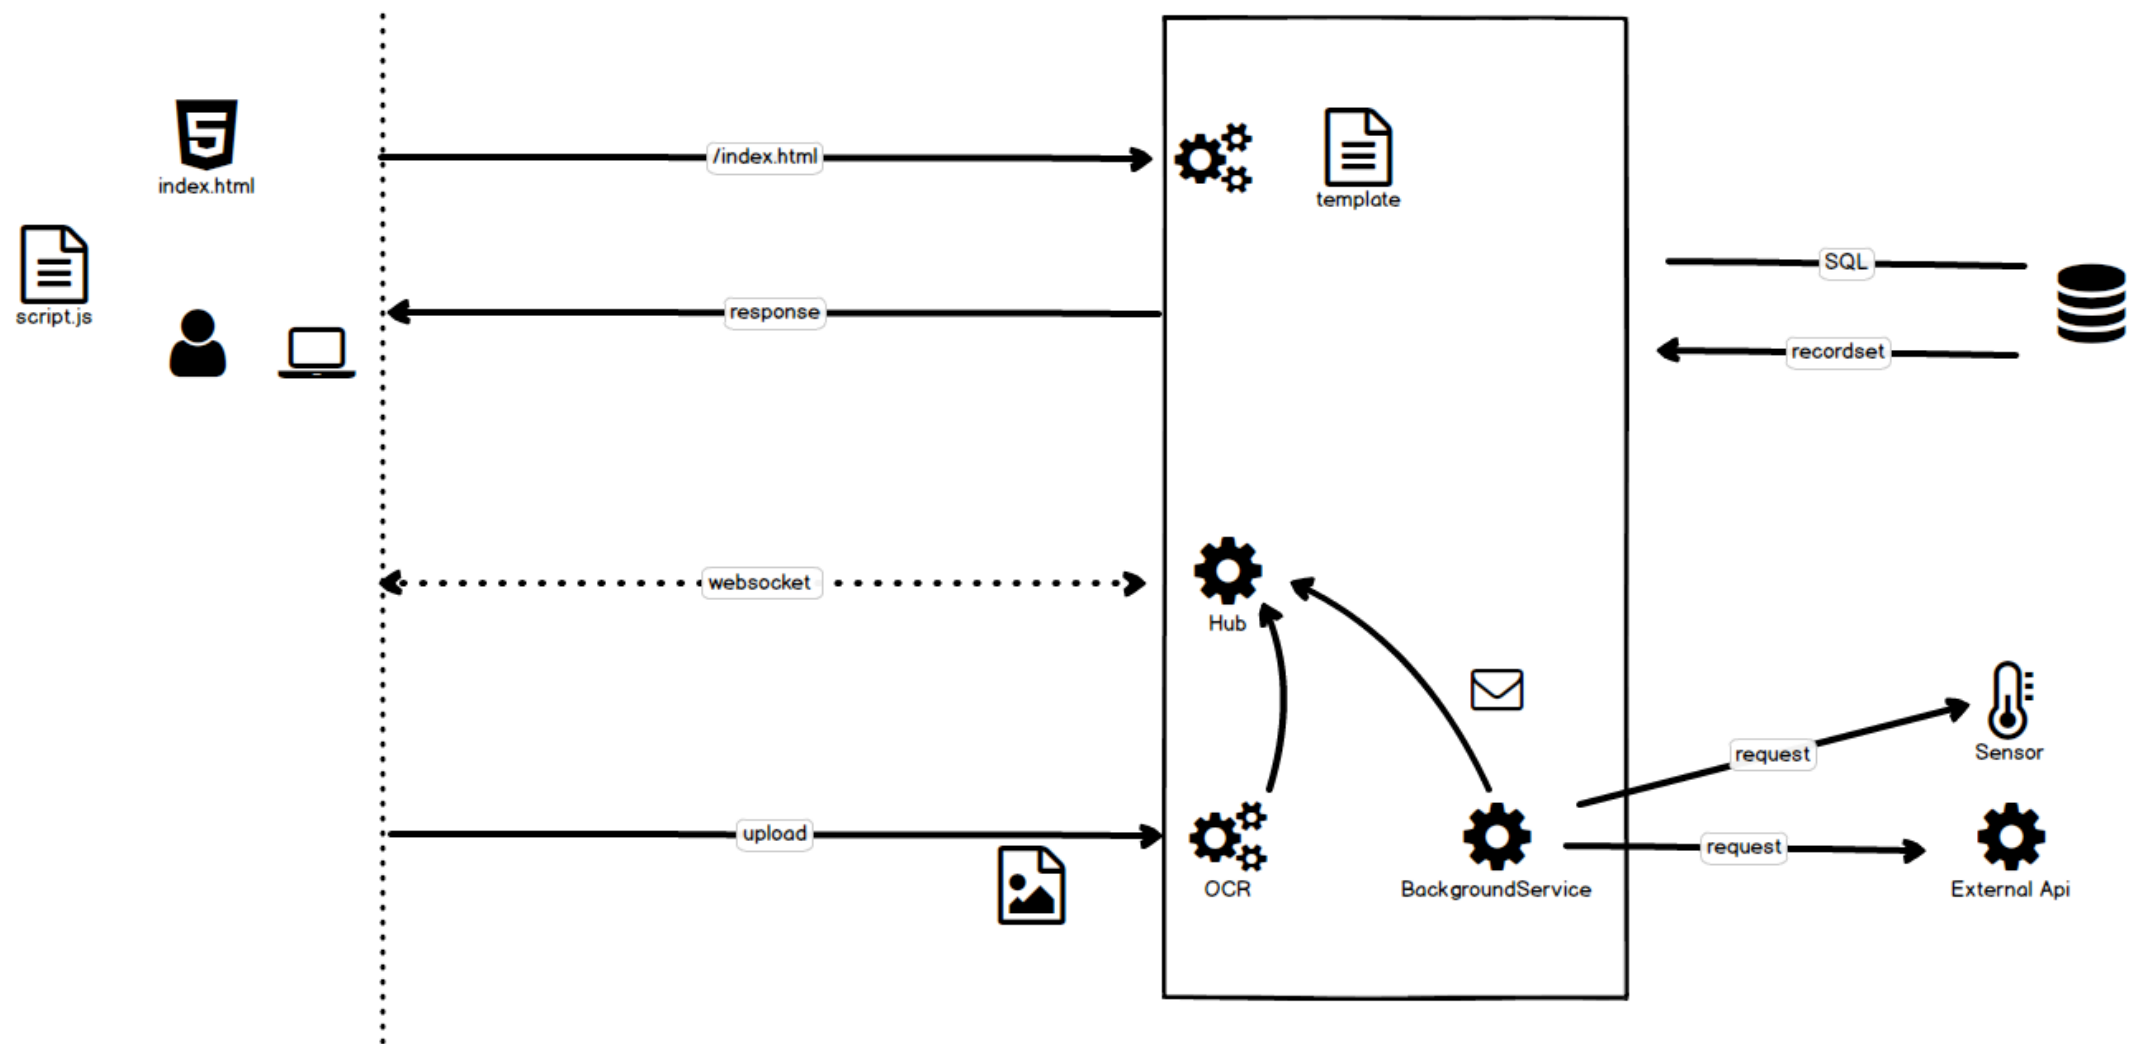 index.html
/index.html
template
script.js
response
SQL
recordset
websocket
Hub
request
Sensor
upload
request
OCR
BackgroundService
External Api